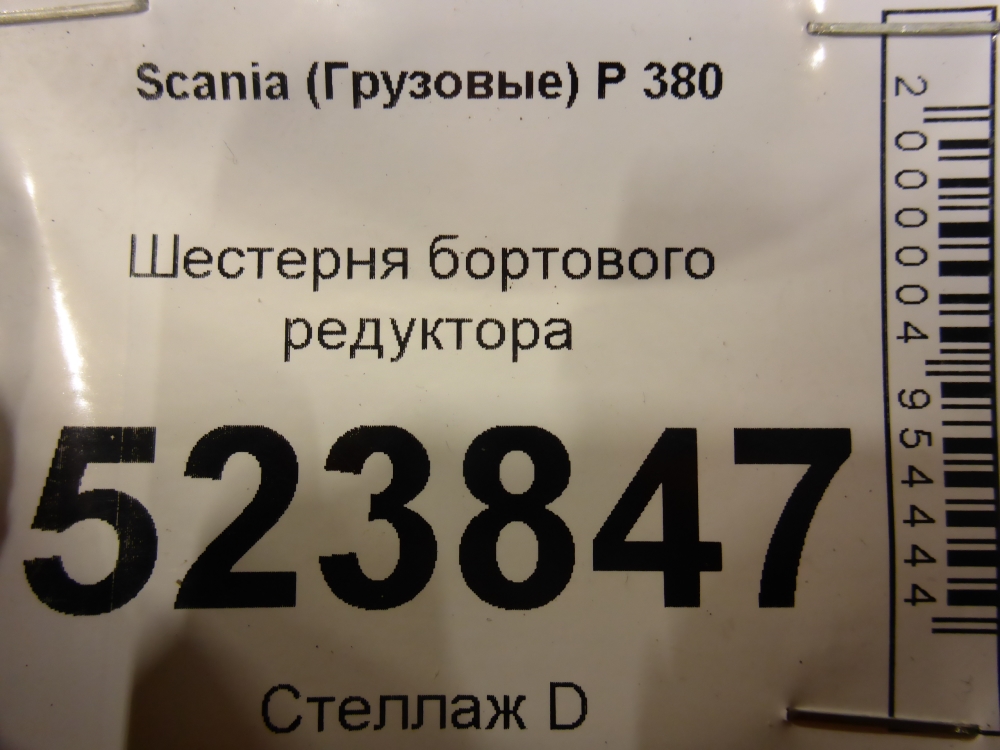 Scania (Грузовые) P 380
Шестерня бортового
редуктора
523847
Стеллаж D
2000004954444